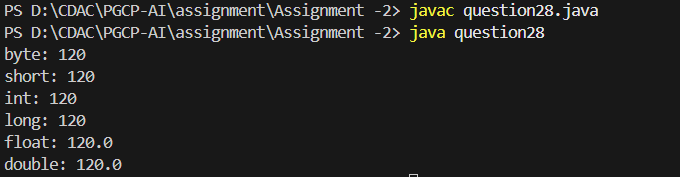 PS D:\CDAC\PGCP-AI\assignment\Assignment -2> javac question28.java
PS D:\CDAC\PGCP-AI\assignment\Assignment -2> java question28
byte: 120
short: 120
int: 120
long: 120
float: 120.0
double: 120.0